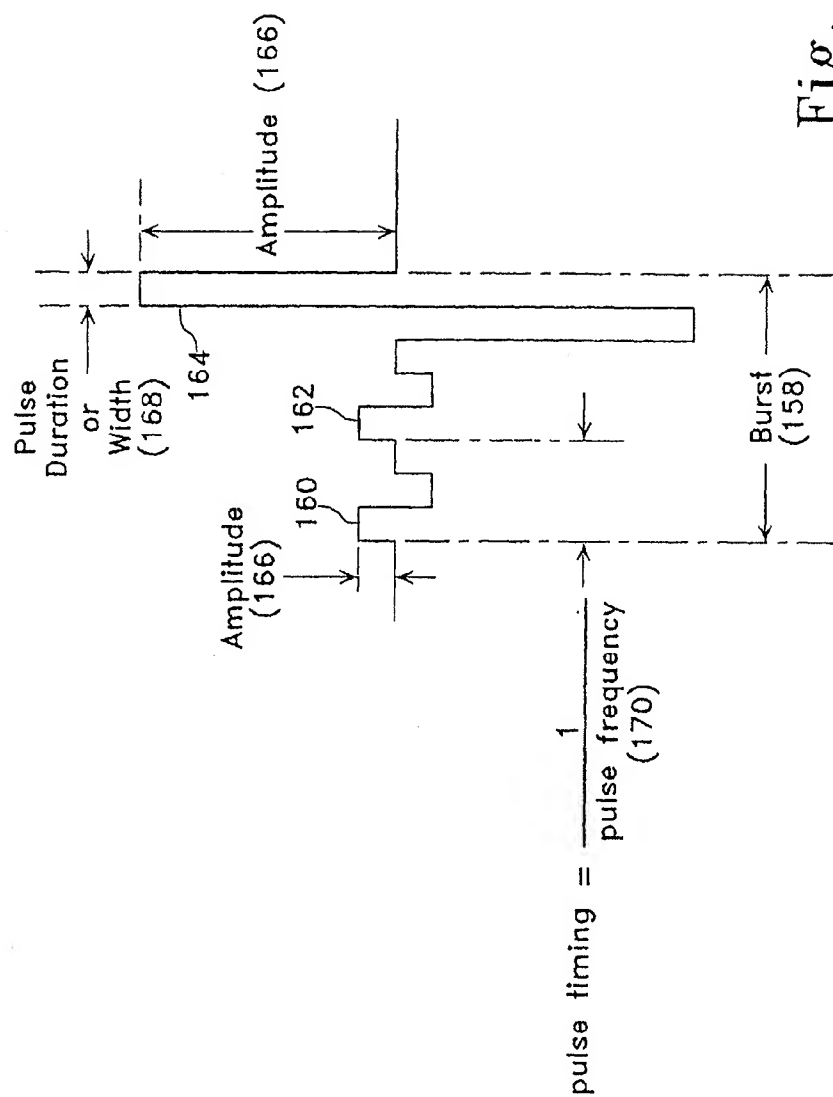 Pulse
Duration
or
Width
(168)
164
Amplitude (166)
162
160
Amplitude
(166)
pulse timing =
1
pulse frequency
(170)
Burst
(158)
Fig.